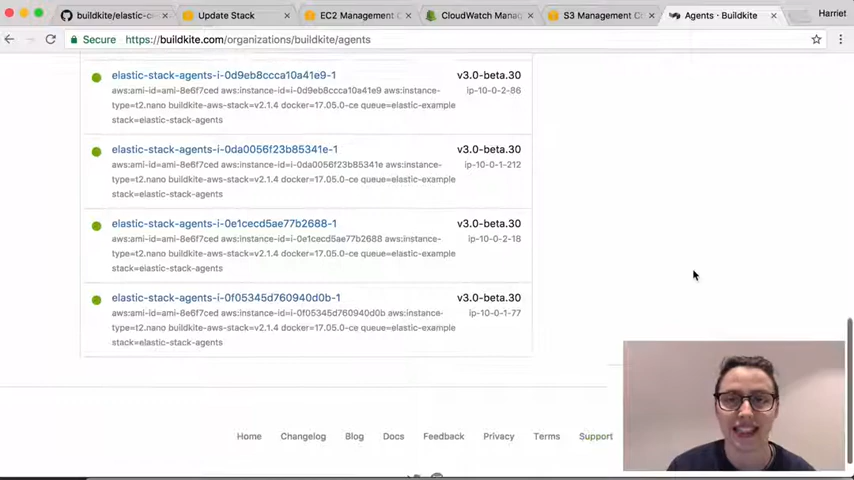 buildkite/elastic-c
Update Stack
EC2 Management C
CloudWatch Manag
S3 Management C
Agents · Buildkite
Harriet
Secure
https://buildkite.com/organizations/buildkite/agents
elastic-stack-agents-i-0d9eb8ccca10a41e9-1 v3.0-beta.30
aws:ami-id=ami-8e6f7ced aws:instance-id=i-0d9eb8ccca10a41e9 aws:instance- ip-10-0-2-86
type=t2.nano buildkite-aws-stack=v2.1.4 docker=17.05.0-ce queue=elastic-example
stack=elastic-stack-agents
elastic-stack-agents-i-0da0056f23b85341e-1 v3.0-beta.30
aws:ami-id=ami-8e6f7ced aws:instance-id=i-0da0056f23b85341e aws:instance- ip-10-0-1-212
type=t2.nano buildkite-aws-stack=v2.1.4 docker=17.05.0-ce queue=elastic-example
stack=elastic-stack-agents
elastic-stack-agents-i-0e1cecd5ae77b2688-1 v3.0-beta.30
aws:ami-id=ami-8e6f7ced aws:instance-id=i-0e1cecd5ae77b2688 aws:instance- ip-10-0-2-18
type=t2.nano buildkite-aws-stack=v2.1.4 docker=17.05.0-ce queue=elastic-example
stack=elastic-stack-agents
elastic-stack-agents-i-0f05345d760940d0b-1 v3.0-beta.30
aws:ami-id=ami-8e6f7ced aws:instance-id=i-0f05345d760940d0b aws:instance- ip-10-0-1-77
type=t2.nano buildkite-aws-stack=v2.1.4 docker=17.05.0-ce queue=elastic-example
stack=elastic-stack-agents
Home Changelog Blog Docs Feedback Privacy Terms Support